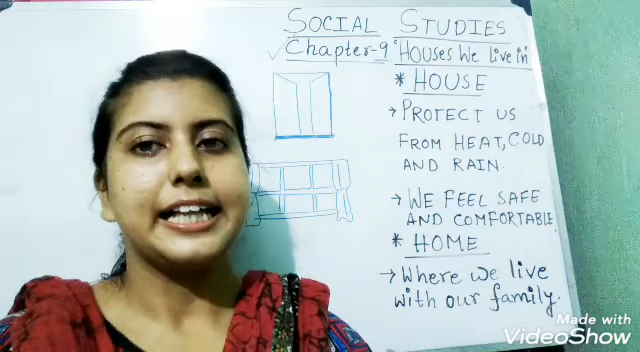 SOCIAL STUDIES
✓ Chapter-9 "Houses We live in
* HOUSE
→ PROTECT US
FROM HEAT, COLD
AND RAIN.
→ WE FEEL SAFE
AND COMFORTABLE.
* HOME
→ Where we live
with our family.
Made with
VideoShow